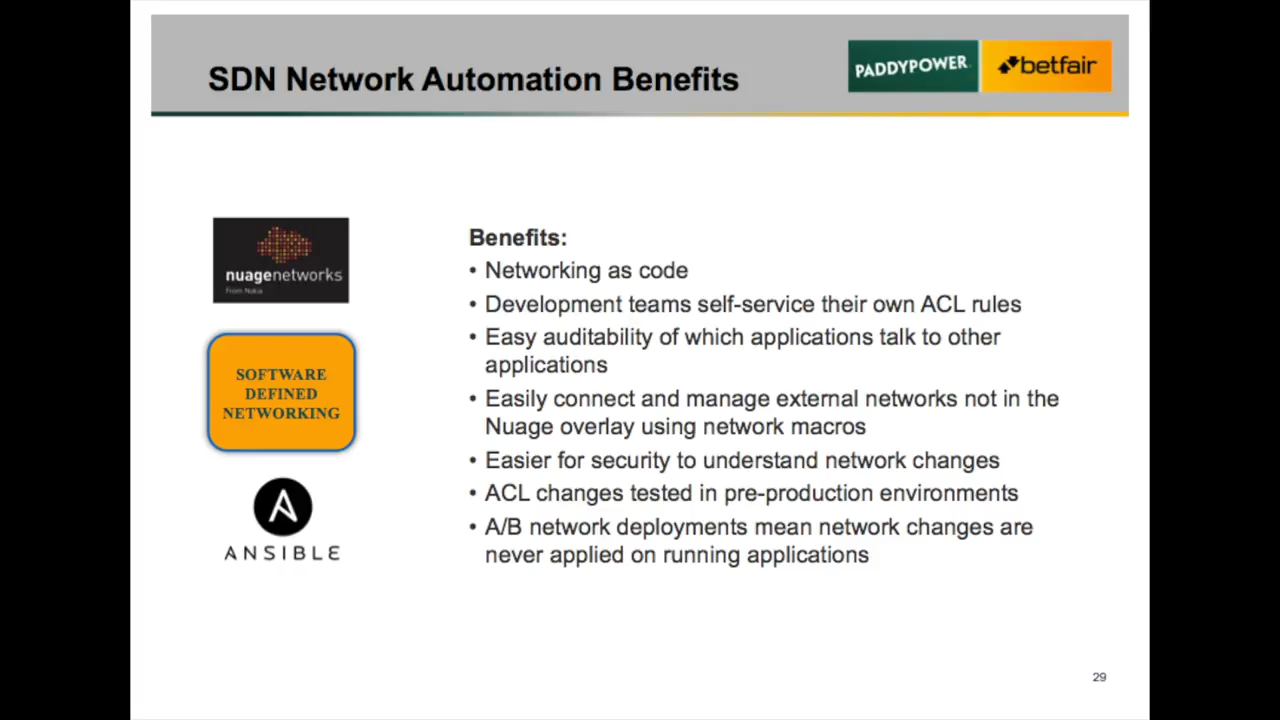 SDN Network Automation Benefits
PADDYPOWER.
betfair
nuagenetworks
From Nokia
SOFTWARE
DEFINED
NETWORKING
ANSIBLE
Benefits:
• Networking as code
• Development teams self-service their own ACL rules
• Easy auditability of which applications talk to other
applications
• Easily connect and manage external networks not in the
Nuage overlay using network macros
• Easier for security to understand network changes
• ACL changes tested in pre-production environments
• A/B network deployments mean network changes are
never applied on running applications
29